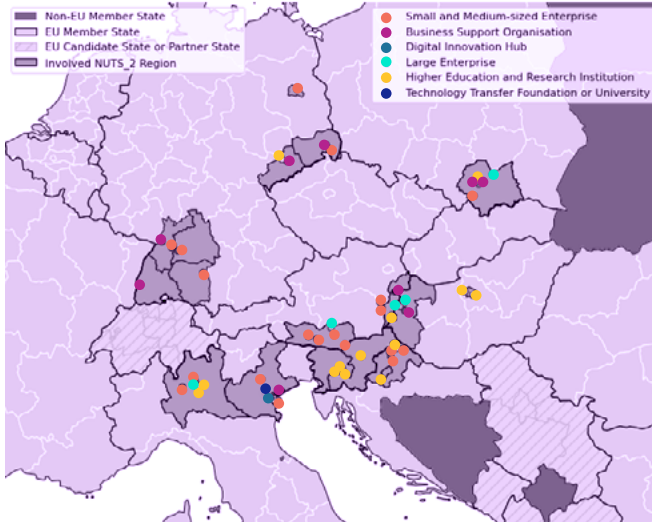 Non-EU Member State
EU Member State
EU Candidate State or Partner State
Involved NUTS_2 Region
Small and Medium-sized Enterprise
Business Support Organisation
Digital Innovation Hub
Large Enterprise
Higher Education and Research Institution
Technology Transfer Foundation or University